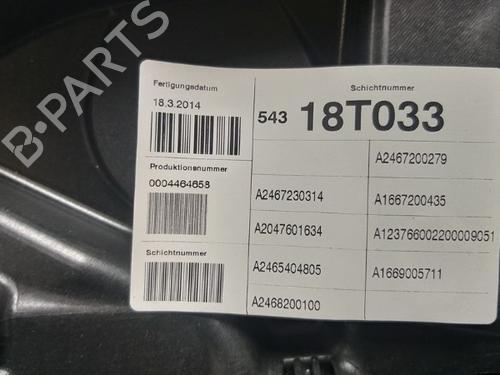 B-PARTS
Fertigungsdatum
18.3.2014
Produktionsnummer
0004464658
Schichtnummer
Schichtnummer
543 18T033
A2467200279
A2467230314
A1667200435
A2047601634
A123766002200009051
A2465404805
A1669005711
A2468200100